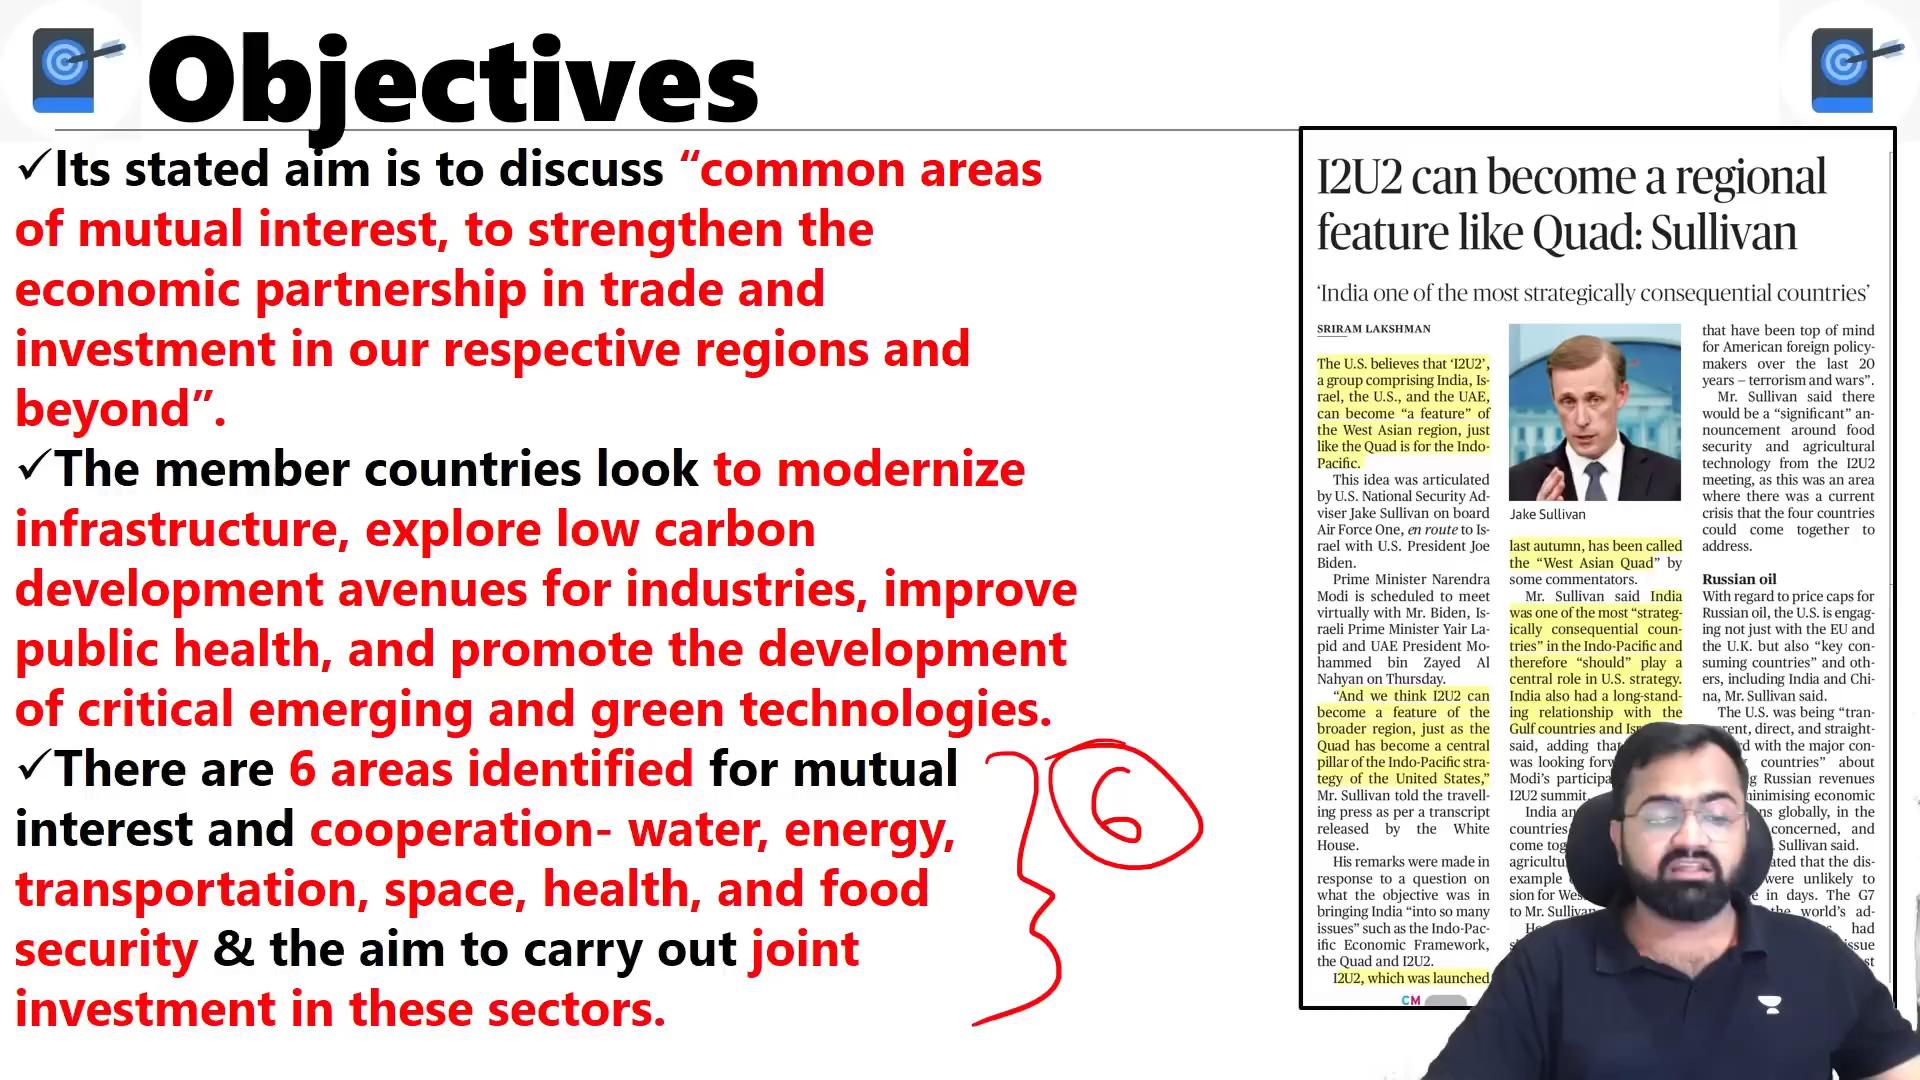 Objectives
✓Its stated aim is to discuss “common areas
of mutual interest, to strengthen the
economic partnership in trade and
investment in our respective regions and
beyond”.
✓The member countries look to modernize
infrastructure, explore low carbon
development avenues for industries, improve
public health, and promote the development
of critical emerging and green technologies.
✓There are 6 areas identified for mutual
interest and cooperation- water, energy,
transportation, space, health, and food
security & the aim to carry out joint
investment in these sectors.
6
I2U2 can become a regional
feature like Quad: Sullivan
‘India one of the most strategically consequential countries’
SRIRAM LAKSHMAN
The U.S. believes that ‘I2U2’,
a group comprising India, Is-
rael, the U.S., and the UAE,
can become “a feature” of
the West Asian region, just
like the Quad is for the Indo-
Pacific.
This idea was articulated
by U.S. National Security Ad-
viser Jake Sullivan on board
Air Force One, en route to Is-
rael with U.S. President Joe
Biden.
Prime Minister Narendra
Modi is scheduled to meet
virtually with Mr. Biden, Is-
raeli Prime Minister Yair La-
pid and UAE President Mo-
hammed bin Zayed Al
Nahyan on Thursday.
“And we think I2U2 can
become a feature of the
broader region, just as the
Quad has become a central
pillar of the Indo-Pacific stra-
tegy of the United States,”
Mr. Sullivan told the travell-
ing press as per a transcript
released by the White
House.
His remarks were made in
response to a question on
what the objective was in
bringing India “into so many
issues” such as the Indo-Pac-
ific Economic Framework,
the Quad and I2U2.
I2U2, which was launched
CM
Jake Sullivan
last autumn, has been called
the “West Asian Quad” by
some commentators.
Mr. Sullivan said India
was one of the most “strateg-
ically consequential coun-
tries” in the Indo-Pacific and
therefore “should” play a
central role in U.S. strategy.
India also had a long-stand-
ing relationship with the
Gulf countries and
said, adding
was looking
Modi’s
I2U2 summit.
India
countries
come
example
sion for
to Mr.
that have been top of mind
for American foreign policy-
makers over the last 20
years – terrorism and wars”.
Mr. Sullivan said there
would be a “significant” an-
nouncement around food
security and agricultural
technology from the I2U2
meeting, as this was an area
where there was a current
crisis that the four countries
could come together to
address.
Russian oil
With regard to price caps for
Russian oil, the U.S. is engag-
ing not just with the EU and
the U.K. but also “key con-
suming countries” and oth-
ers, including India and Chi-
na, Mr. Sullivan said.
The U.S. was being “tran-
direct, and straight-
with the major con-
countries” about
Russian revenues
minimising economic
globally, in the
concerned, and
Sullivan said.
that the dis-
were unlikely to
in days. The G7
the world’s ad-
had
issue